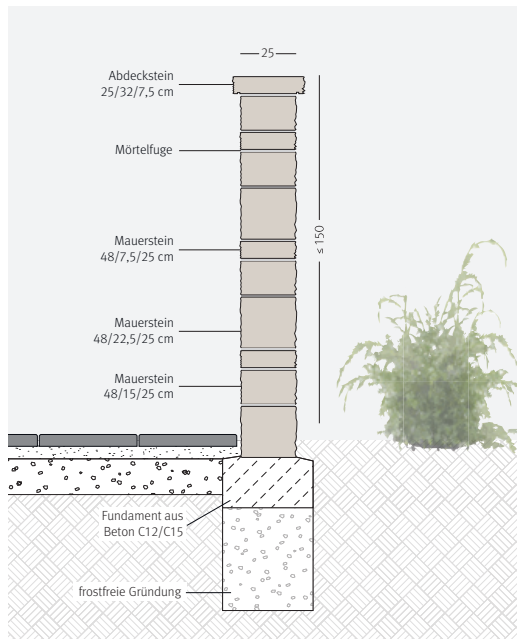 25
Abdeckstein
25/32/7,5 cm
Mörtelfuge
≤ 150
Mauerstein
48/7,5/25 cm
Mauerstein
48/22,5/25 cm
Mauerstein
48/15/25 cm
Fundament aus
Beton C12/C15
frostfreie Gründung